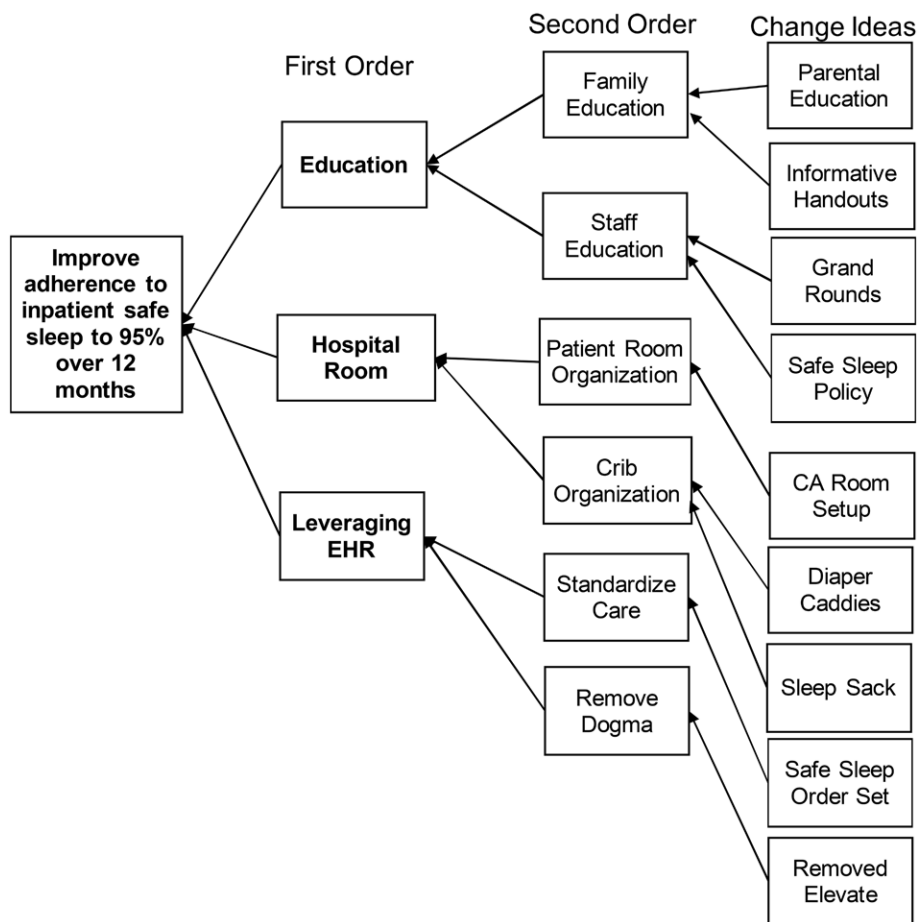 First Order
Second Order
Change Ideas
Improve
adherence to
inpatient safe
sleep to 95%
over 12
months
Education
Hospital
Room
Leveraging
EHR
Family
Education
Staff
Education
Patient Room
Organization
Crib
Organization
Standardize
Care
Remove
Dogma
Parental
Education
Informative
Handouts
Grand
Rounds
Safe Sleep
Policy
CA Room
Setup
Diaper
Caddies
Sleep Sack
Safe Sleep
Order Set
Removed
Elevate